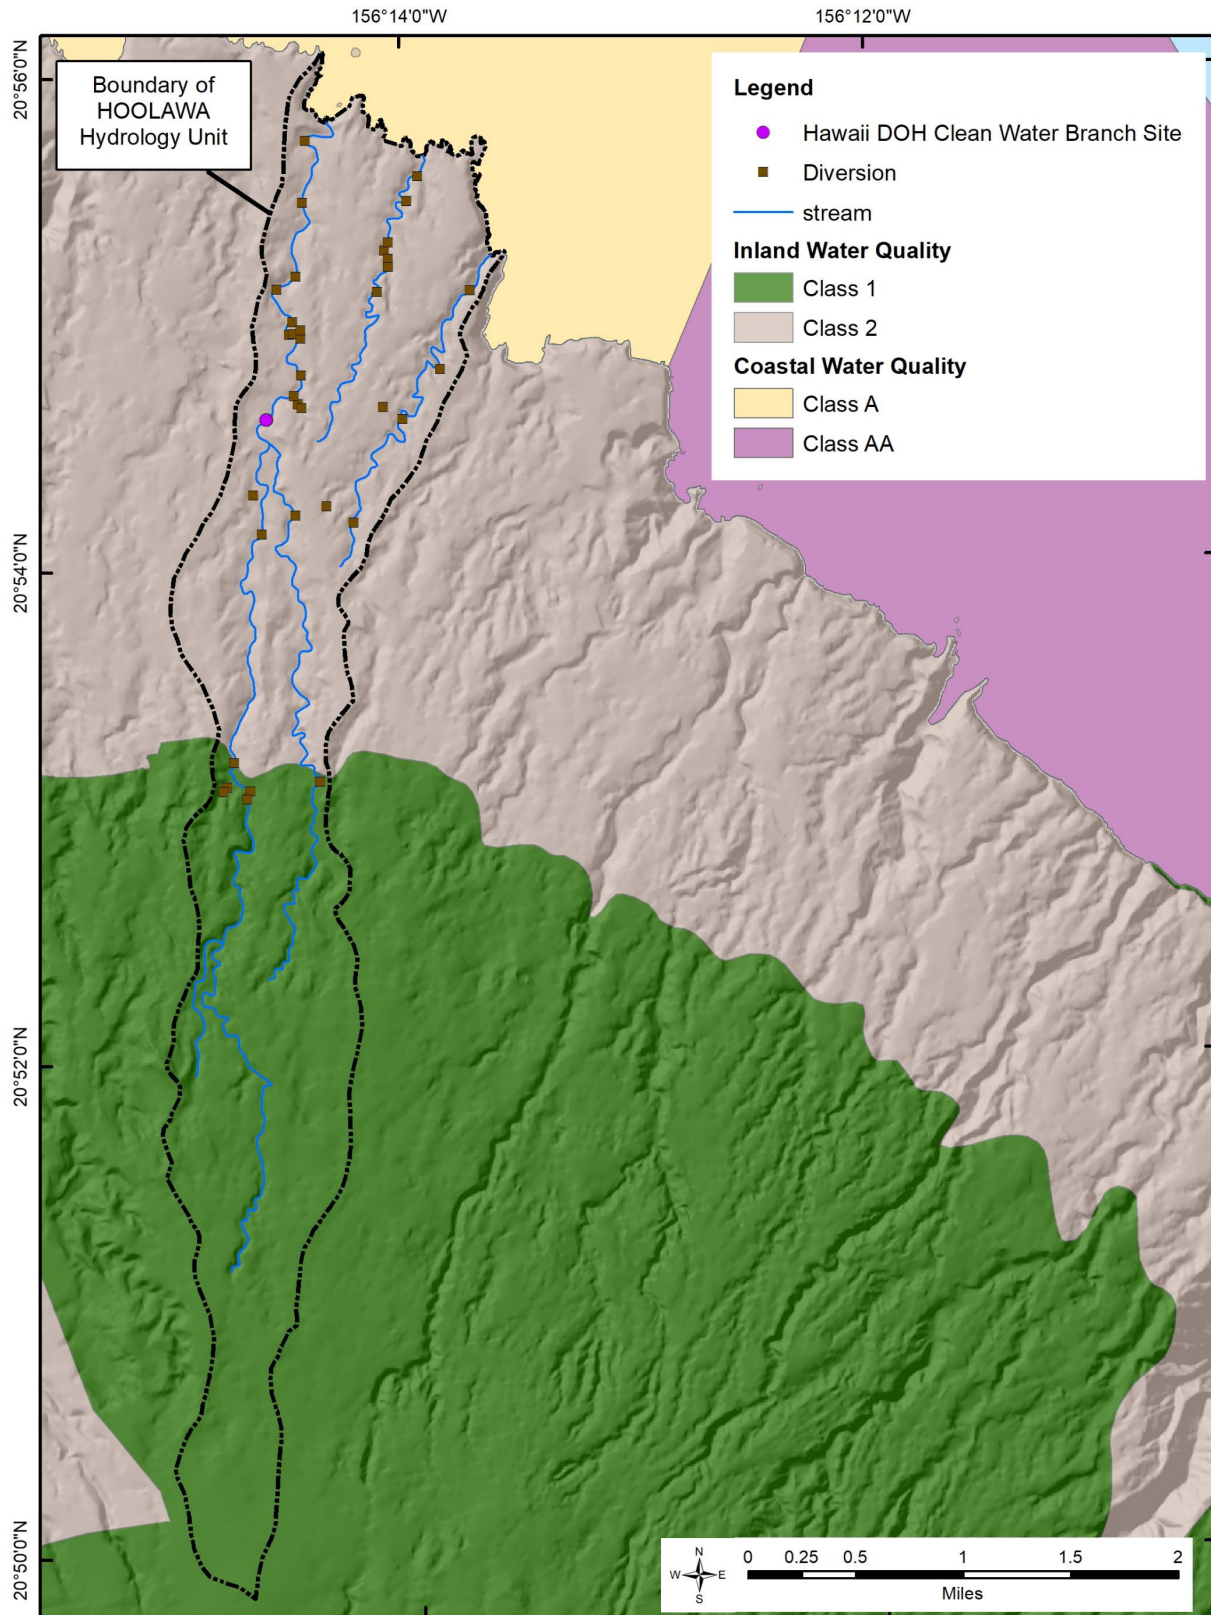 156°14'0"W
156°12'0"W
20°56'0"N
20°54'0"N
20°52'0"N
20°50'0"N
Boundary of
HOOLAWA
Hydrology Unit
Legend
Hawaii DOH Clean Water Branch Site
Diversion
stream
Inland Water Quality
Class 1
Class 2
Coastal Water Quality
Class A
Class AA
N
W
E
S
0 0.25 0.5 1 1.5 2
Miles